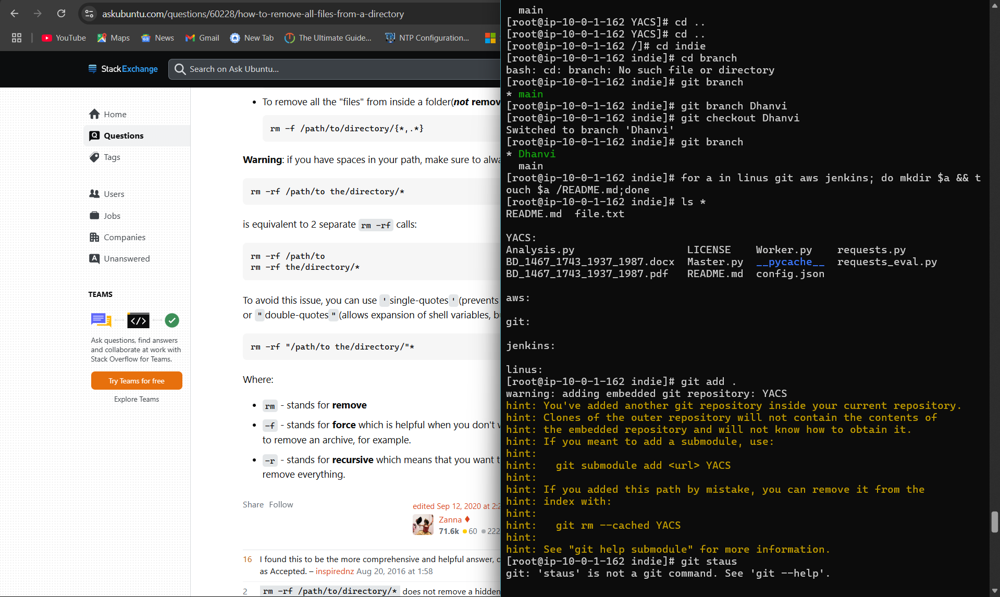 askubuntu.com/questions/60228/how-to-remove-all-files-from-a-directory
YouTube
Maps
News
Gmail
New Tab
The Ultimate Guide...
NTP Configuration...
StackExchange
Search on Ask Ubuntu...
Home
Questions
Tags
Users
Jobs
Companies
Unanswered
TEAMS
Ask questions, find answers
and collaborate at work with
Stack Overflow for Teams.
Try Teams for free
Explore Teams
• To remove all the "files" from inside a folder(not remov
rm -f /path/to/directory/{*,.*}
Warning: if you have spaces in your path, make sure to alwa
rm -rf /path/to the/directory/*
is equivalent to 2 separate rm -rf calls:
rm -rf /path/to
rm -rf the/directory/*
To avoid this issue, you can use 'single-quotes'(prevents
or "double-quotes"(allows expansion of shell variables, b
rm -rf "/path/to the/directory/"*
Where:
• rm - stands for remove
• -f - stands for force which is helpful when you don't
to remove an archive, for example.
• -r - stands for recursive which means that you want t
remove everything.
Share Follow
edited Sep 12, 2020 at 2:2
Zanna ♦
71.6k 60 222
16 I found this to be the more comprehensive and helpful answer, c
as Accepted. – inspirednz Aug 20, 2016 at 1:58
2 rm -rf /path/to/directory/* does not remove a hidden
main
[root@ip-10-0-1-162 YACS]# cd ..
[root@ip-10-0-1-162 YACS]# cd ..
[root@ip-10-0-1-162 /]# cd indie
[root@ip-10-0-1-162 indie]# cd branch
bash: cd: branch: No such file or directory
[root@ip-10-0-1-162 indie]# git branch
* main
[root@ip-10-0-1-162 indie]# git branch Dhanvi
[root@ip-10-0-1-162 indie]# git checkout Dhanvi
Switched to branch 'Dhanvi'
[root@ip-10-0-1-162 indie]# git branch
* Dhanvi
main
[root@ip-10-0-1-162 indie]# for a in linus git aws jenkins; do mkdir $a && t
ouch $a /README.md;done
[root@ip-10-0-1-162 indie]# ls *
README.md file.txt
YACS:
Analysis.py LICENSE Worker.py requests.py
BD_1467_1743_1937_1987.docx Master.py __pycache__ requests_eval.py
BD_1467_1743_1937_1987.pdf README.md config.json
aws:
git:
jenkins:
linus:
[root@ip-10-0-1-162 indie]# git add .
warning: adding embedded git repository: YACS
hint: You've added another git repository inside your current repository.
hint: Clones of the outer repository will not contain the contents of
hint: the embedded repository and will not know how to obtain it.
hint: If you meant to add a submodule, use:
hint:
hint: git submodule add <url> YACS
hint:
hint: If you added this path by mistake, you can remove it from the
hint: index with:
hint:
hint: git rm --cached YACS
hint:
hint: See "git help submodule" for more information.
[root@ip-10-0-1-162 indie]# git staus
git: 'staus' is not a git command. See 'git --help'.